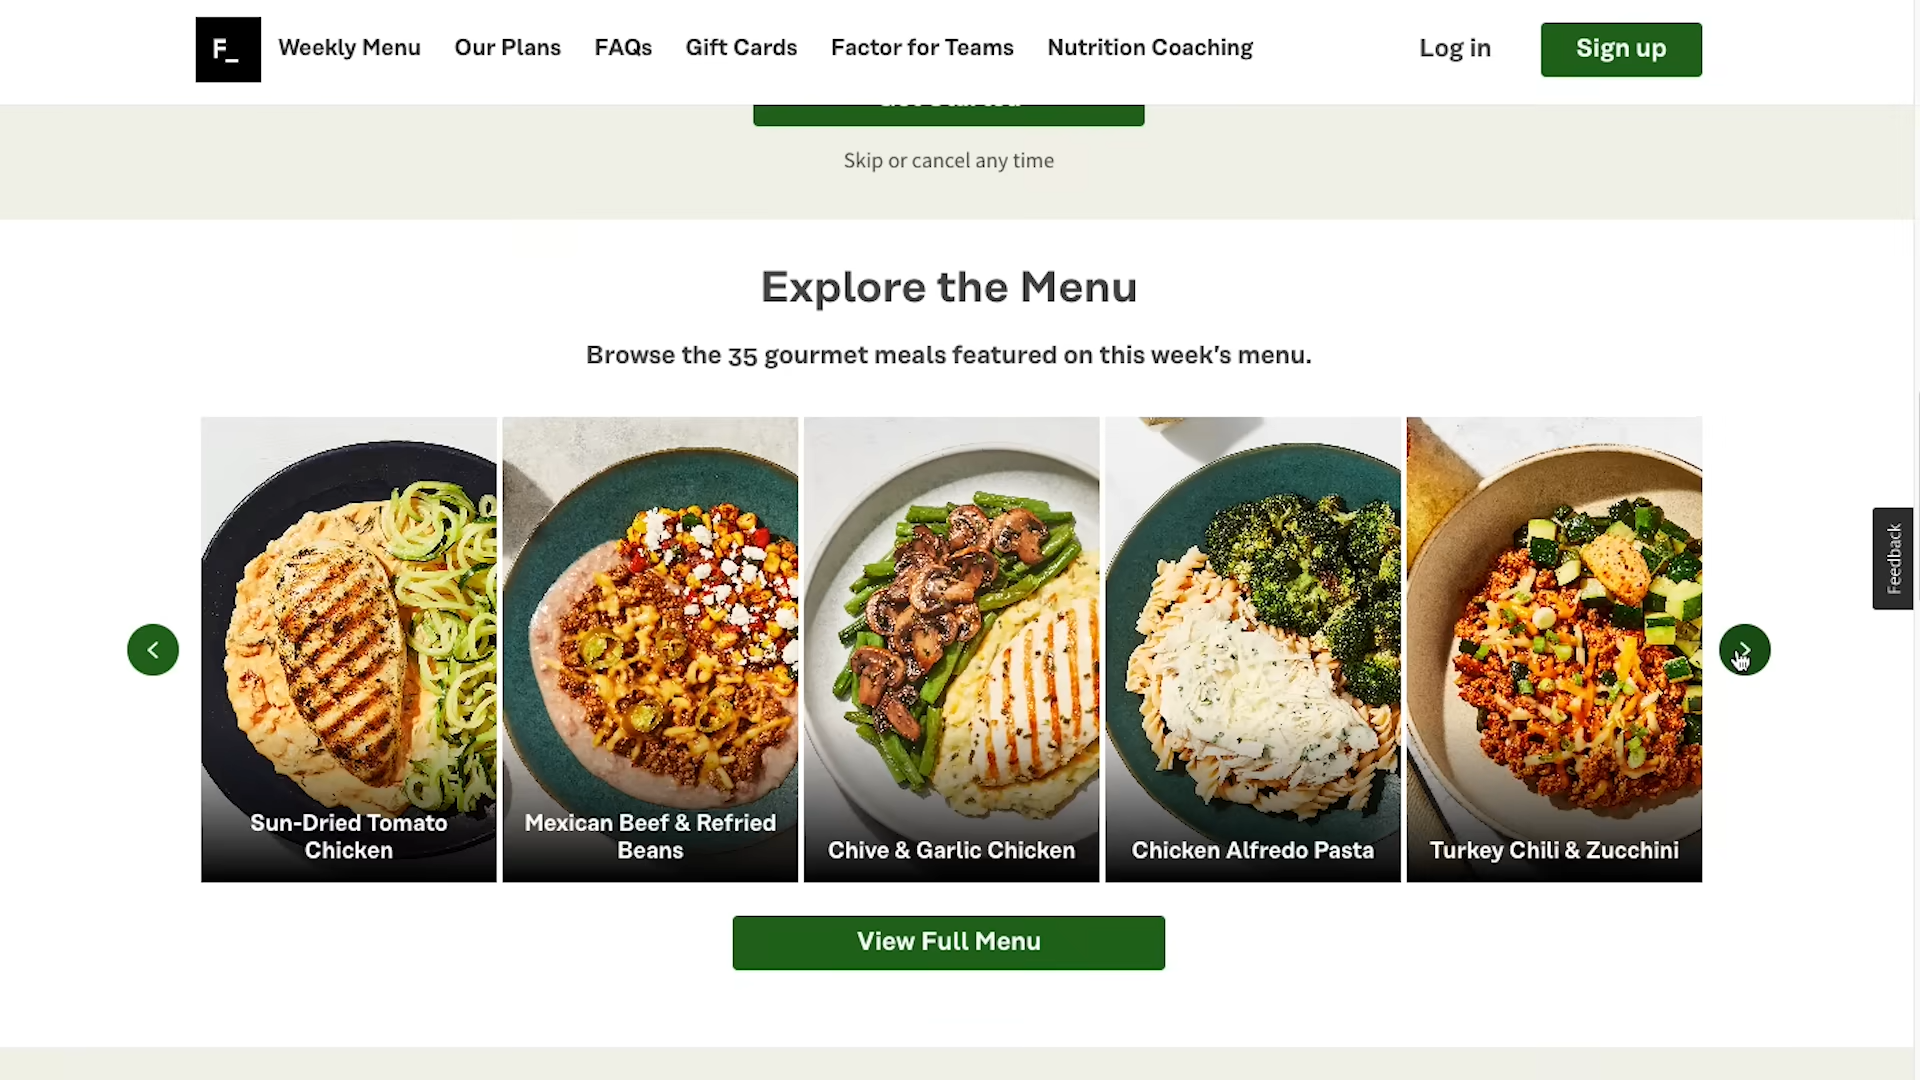 F_
Weekly Menu
Our Plans
FAQs
Gift Cards
Factor for Teams
Nutrition Coaching
Log in
Sign up
Skip or cancel any time
Explore the Menu
Browse the 35 gourmet meals featured on this week's menu.
Feedback
Sun-Dried Tomato
Chicken
Mexican Beef & Refried
Beans
Chive & Garlic Chicken
Chicken Alfredo Pasta
Turkey Chili & Zucchini
View Full Menu